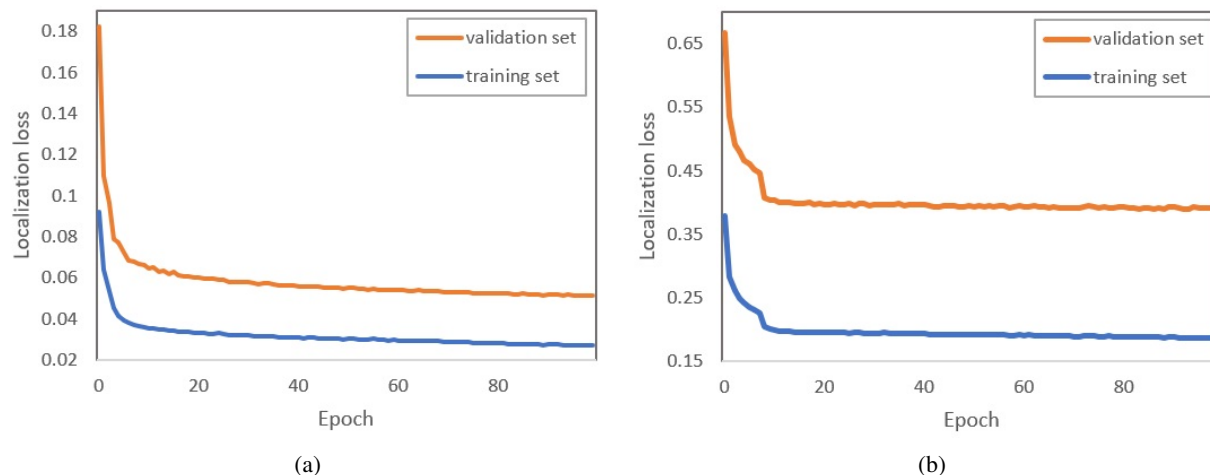 0.18
0.16
0.14
0.12
0.1
0.08
0.06
0.04
0.02
Localization loss
validation set
training set
0 20 40 60 80
Epoch
(a)
0.65
0.55
0.45
0.35
0.25
0.15
Localization loss
validation set
training set
0 20 40 60 80
Epoch
(b)